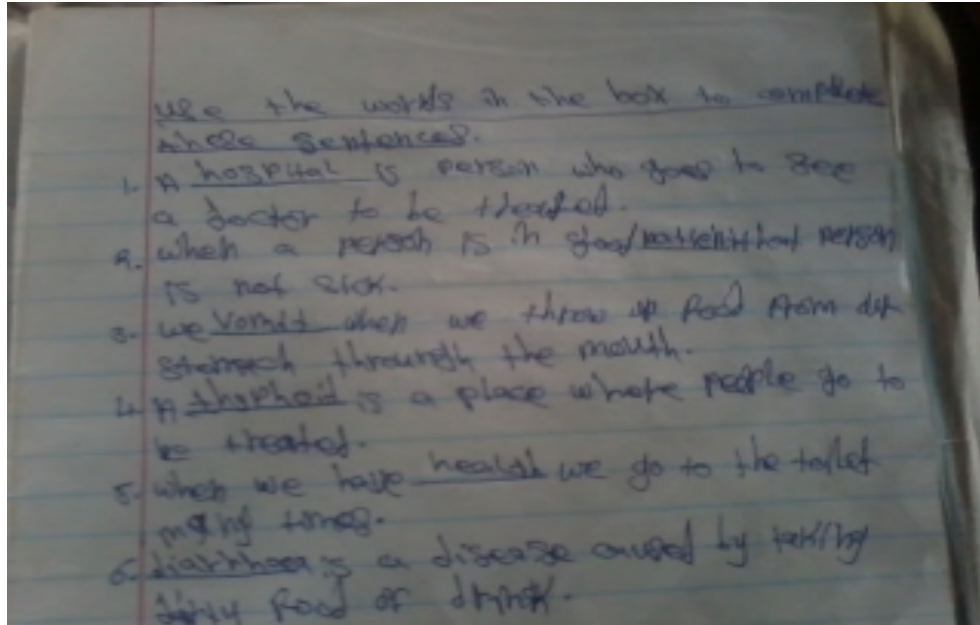 Use the words in the box to complete
these sentences.
1. A hospital is person who goes to see
a doctor to be treated.
2. when a person is in good patient that person
is not sick.
3. we vomit when we throw up food from our
stomach through the mouth.
4. A thypheid is a place where people go to
be treated.
5. when we have health we go to the toilet
many times.
6. diarrhoea is a disease caused by taking
dirty food or drink.